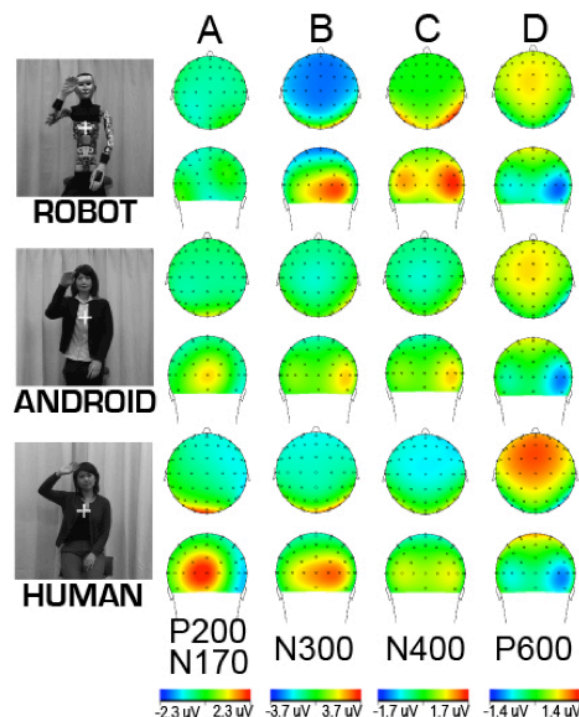 A B C D
ROBOT
ANDROID
HUMAN
P200
N170
N300
N400
P600
-2.3 uV 2.3 uV
-3.7 uV 3.7 uV
-1.7 uV 1.7 uV
-1.4 uV 1.4 uV